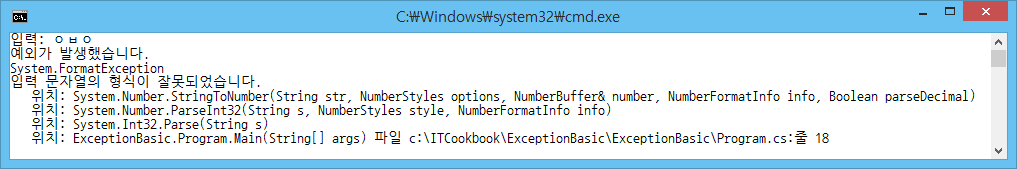 C:₩Windows₩system32₩cmd.exe
입력: ㅇㅂㅇ
예외가 발생했습니다.
System.FormatException
입력 문자열의 형식이 잘못되었습니다.
위치: System.Number.StringToNumber(String str, NumberStyles options, NumberBuffer& number, NumberFormatInfo info, Boolean parseDecimal)
위치: System.Number.ParseInt32(String s, NumberStyles style, NumberFormatInfo info)
위치: System.Int32.Parse(String s)
위치: ExceptionBasic.Program.Main(String[] args) 파일 c:\ITCookbook\ExceptionBasic\ExceptionBasic\Program.cs:줄 18